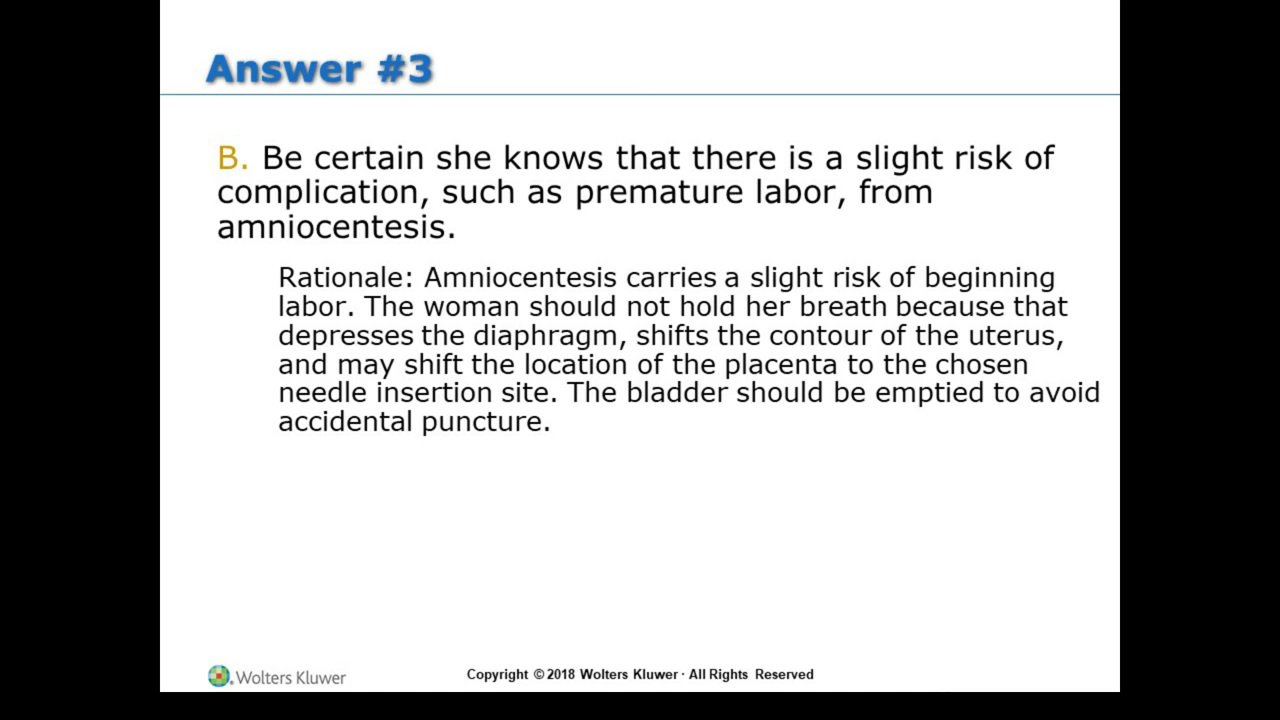 Answer #3
B. Be certain she knows that there is a slight risk of
complication, such as premature labor, from
amniocentesis.
Rationale: Amniocentesis carries a slight risk of beginning
labor. The woman should not hold her breath because that
depresses the diaphragm, shifts the contour of the uterus,
and may shift the location of the placenta to the chosen
needle insertion site. The bladder should be emptied to avoid
accidental puncture.
Wolters Kluwer
Copyright © 2018 Wolters Kluwer · All Rights Reserved